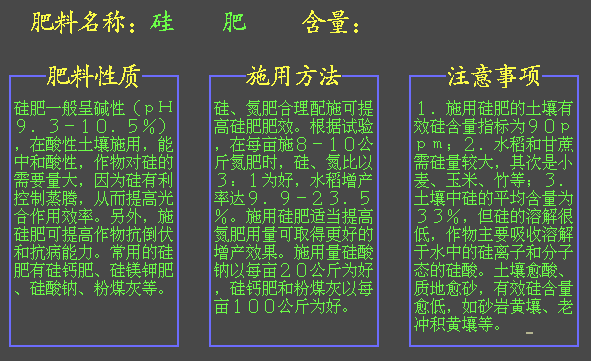 肥料名称：硅　　肥　　含量：
肥料性质
硅肥一般呈碱性（ｐＨ
９．３－１０．５％）
，在酸性土壤施用，能
中和酸性，作物对硅的
需要量大，因为硅有利
控制蒸腾，从而提高光
合作用效率。另外，施
硅肥可提高作物抗倒伏
和抗病能力。常用的硅
肥有硅钙肥、硅镁钾肥
、硅酸钠、粉煤灰等。
施用方法
硅、氮肥合理配施可提
高硅肥肥效。根据试验
，在每亩施８－１０公
斤氮肥时，硅、氮比以
３：１为好，水稻增产
率达９．９－２３．５
％。施用硅肥适当提高
氮肥用量可取得更好的
增产效果。施用量硅酸
钠以每亩２０公斤为好
，硅钙肥和粉煤灰以每
亩１００公斤为好。
注意事项
１．施用硅肥的土壤有
效硅含量指标为９０ｐ
ｐｍ；２．水稻和甘蔗
需硅量较大，其次是小
麦、玉米、竹等；３．
土壤中硅的平均含量为
３３％，但硅的溶解很
低，作物主要吸收溶解
于水中的硅离子和分子
态的硅酸。土壤愈酸、
质地愈砂，有效硅含量
愈低，如砂岩黄壤、老
冲积黄壤等。